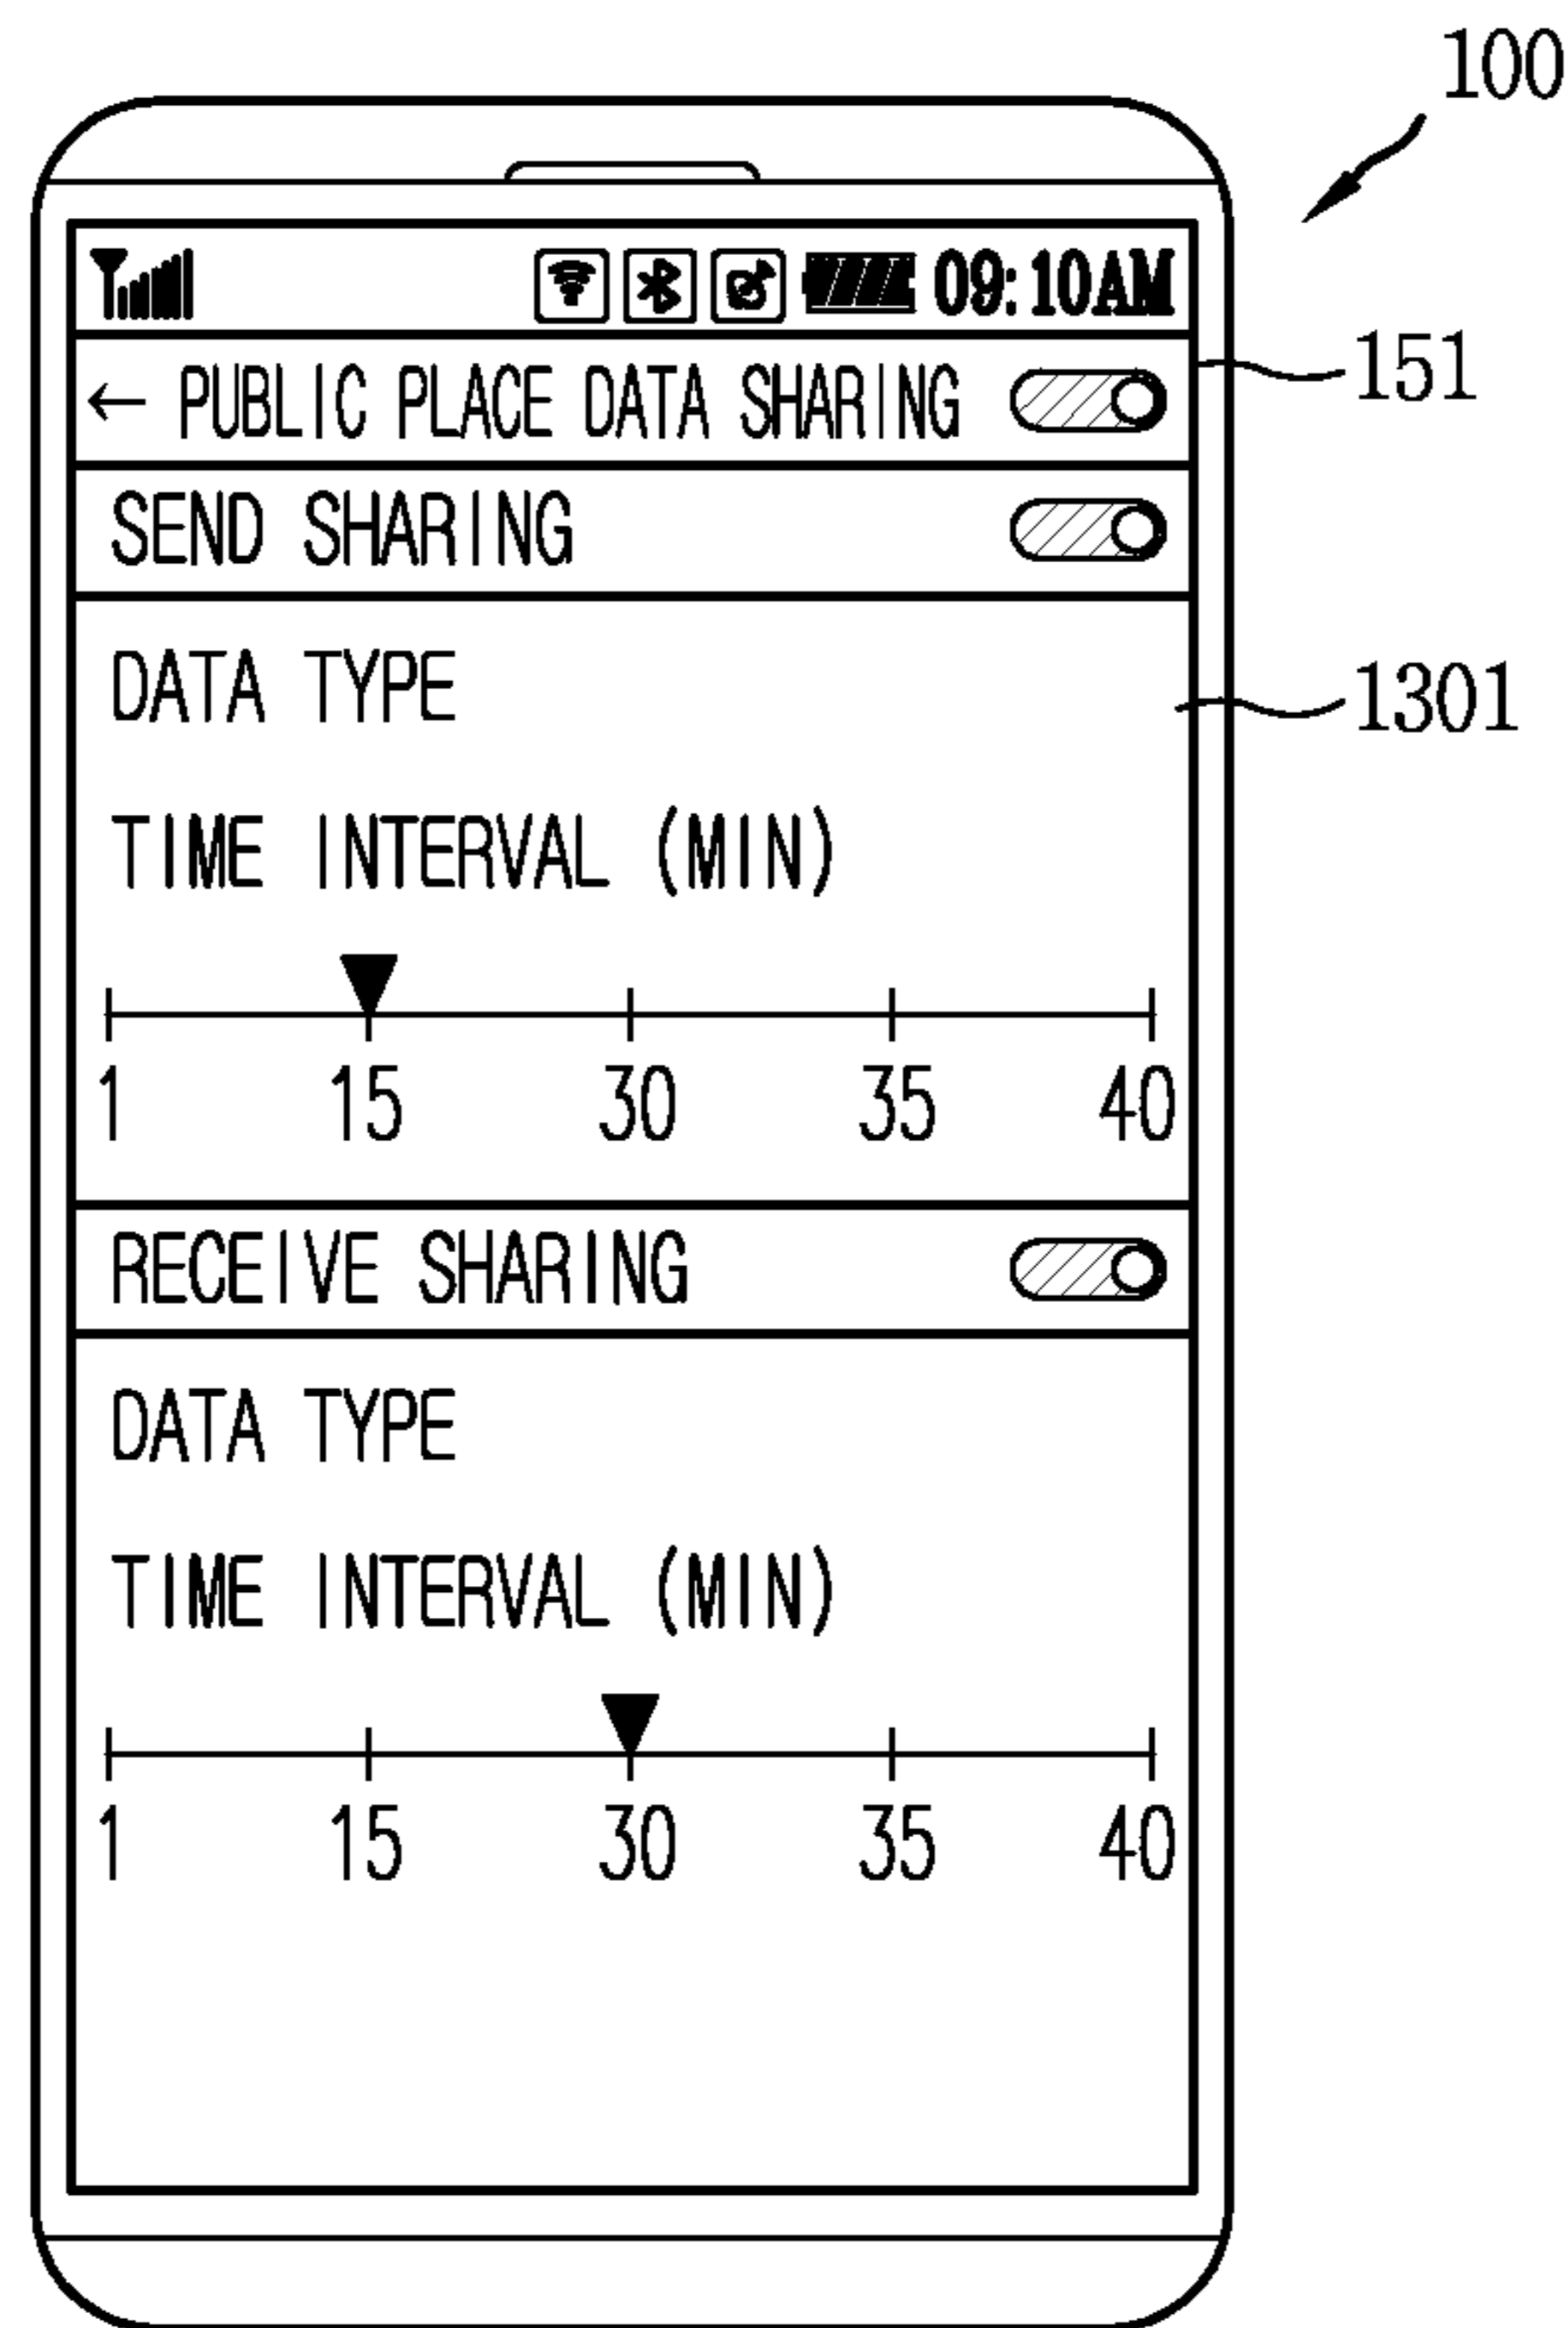 100
09:10AM
← PUBLIC PLACE DATA SHARING
151
SEND SHARING
DATA TYPE
1301
TIME INTERVAL (MIN)
1 15 30 35 40
RECEIVE SHARING
DATA TYPE
TIME INTERVAL (MIN)
1 15 30 35 40